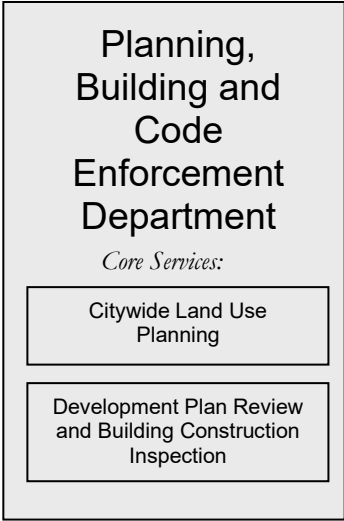 Planning,
Building and
Code
Enforcement
Department
Core Services:
Citywide Land Use
Planning
Development Plan Review
and Building Construction
Inspection